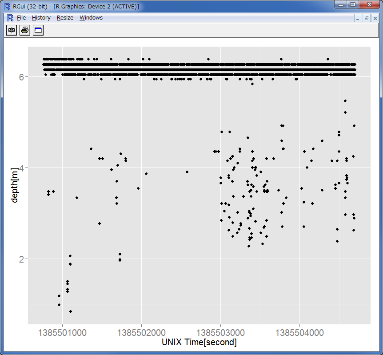 RGui (32 bit) - [R Graphics: Device 2 (ACTIVE)]
File History Resize Windows
depth[m]
6
4
2
1385501000 1385502000 1385503000 1385504000
UNIX Time[second]